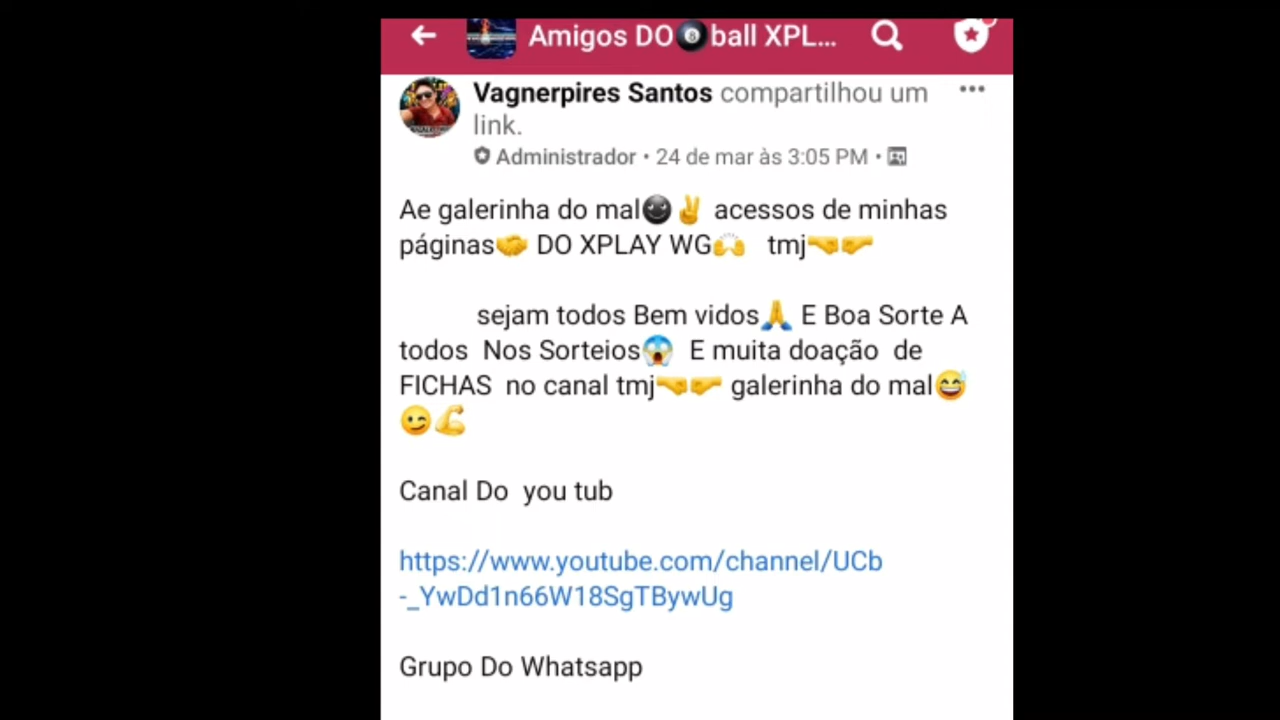 Amigos DO🎱ball XPL...
Vagnerpires Santos compartilhou um
link.
Administrador • 24 de mar às 3:05 PM •
Ae galerinha do mal🌚✌️ acessos de minhas
páginas🤝 DO XPLAY WG🙌 tmj🤜🤛
sejam todos Bem vidos🙏 E Boa Sorte A
todos Nos Sorteios😱 E muita doação de
FICHAS no canal tmj🤜🤛 galerinha do mal😅
😉💪
Canal Do you tub
https://www.youtube.com/channel/UCb
-_YwDd1n66W18SgTBywUg
Grupo Do Whatsapp